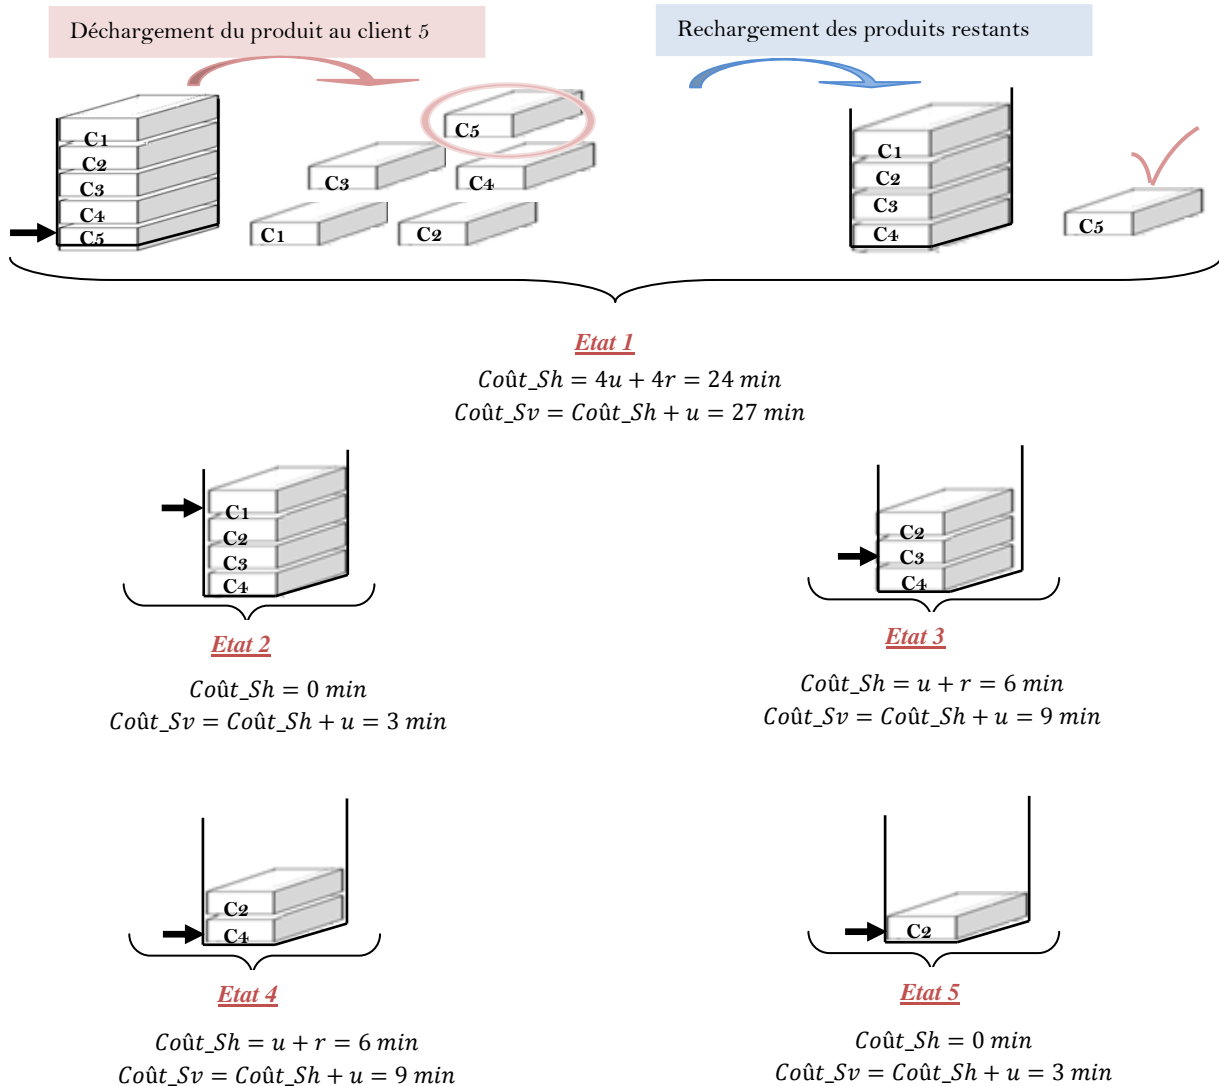 Déchargement du produit au client 5
Rechargement des produits restants
C1
C2
C3
C4
C5
C5
C3
C4
C1
C2
C1
C2
C3
C4
C5
Etat 1
Coût_Sh = 4u + 4r = 24 min
Coût_Sv = Coût_Sh + u = 27 min
C1
C2
C3
C4
Etat 2
Coût_Sh = 0 min
Coût_Sv = Coût_Sh + u = 3 min
C2
C3
C4
Etat 3
Coût_Sh = u + r = 6 min
Coût_Sv = Coût_Sh + u = 9 min
C2
C4
Etat 4
Coût_Sh = u + r = 6 min
Coût_Sv = Coût_Sh + u = 9 min
C2
Etat 5
Coût_Sh = 0 min
Coût_Sv = Coût_Sh + u = 3 min